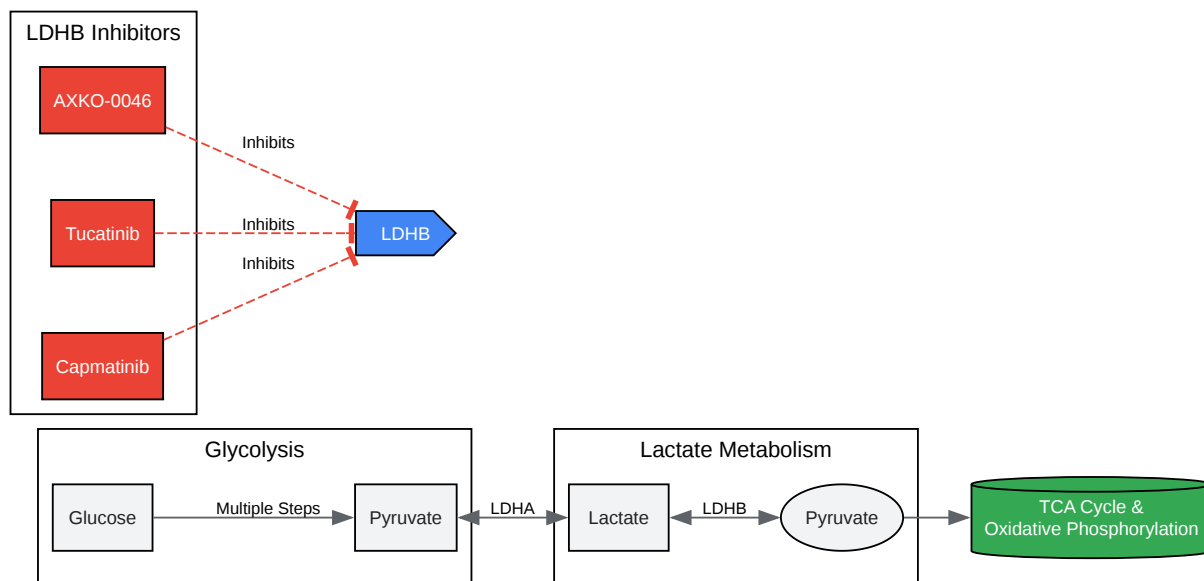 LDHB Inhibitors
AXKO-0046
Inhibits
Tucatinib
Inhibits
LDHB
Inhibits
Capmatinib
Glycolysis
Lactate Metabolism
Glucose
Multiple Steps
Pyruvate
LDHA
Lactate
LDHB
Pyruvate
TCA Cycle &
Oxidative Phosphorylation